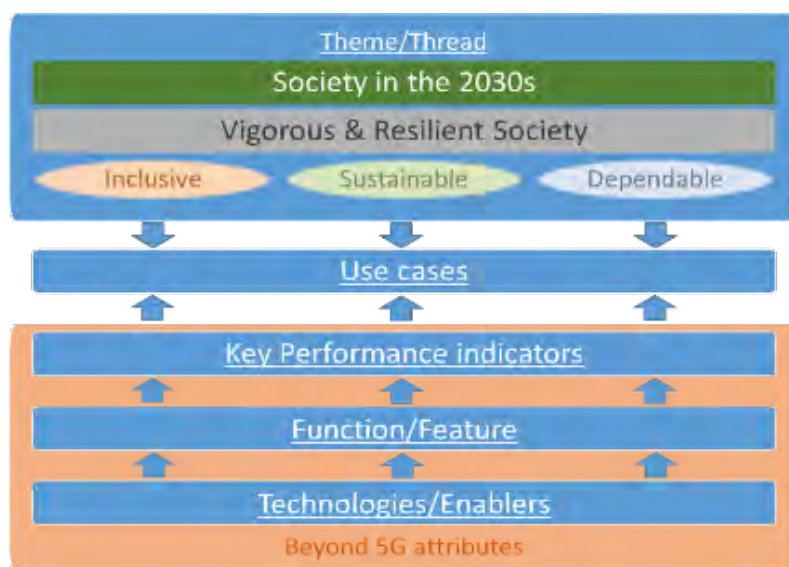 Theme/Thread
Society in the 2030s
Vigorous & Resilient Society
Inclusive
Sustainable
Dependable
Use cases
Key Performance indicators
Function/Feature
Technologies/Enablers
Beyond 5G attributes